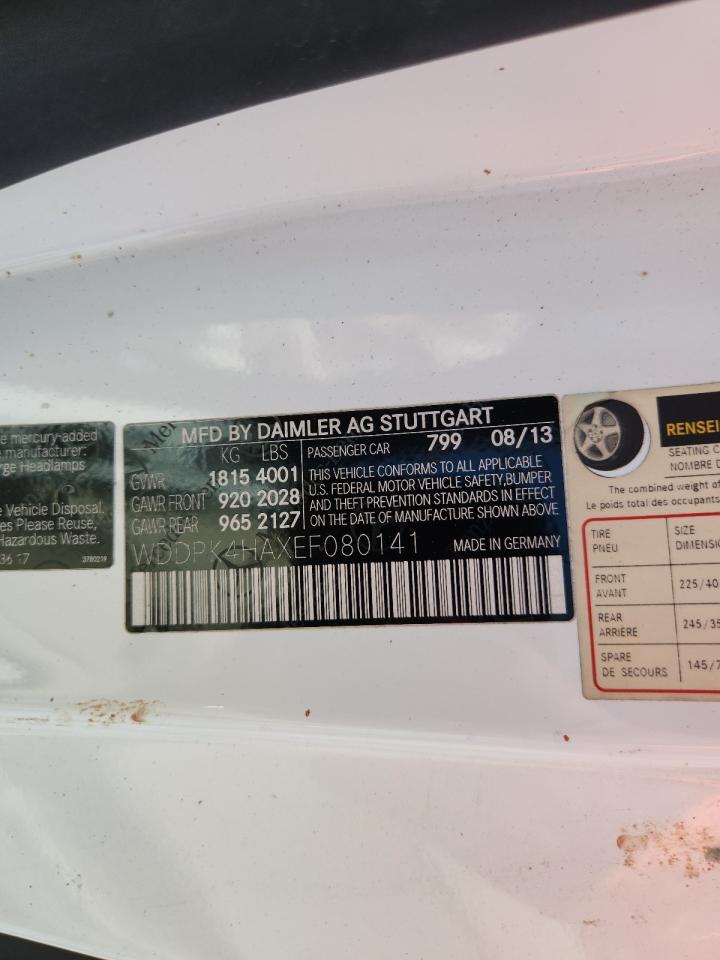 e mercury-added
manufacturer:
rge Headlamps
e Vehicle Disposal.
es Please Reuse,
Hazardous Waste.
3780219
MFD BY DAIMLER AG STUTTGART
KG LBS
GVWR 1815 4001
GAWR FRONT 920 2028
GAWR REAR 965 2127
PASSENGER CAR 799 08/13
THIS VEHICLE CONFORMS TO ALL APPLICABLE
U.S. FEDERAL MOTOR VEHICLE SAFETY,BUMPER
AND THEFT PREVENTION STANDARDS IN EFFECT
ON THE DATE OF MANUFACTURE SHOWN ABOVE
WDDPK4HAXEF080141 MADE IN GERMANY
RENSEI
SEATING C
NOMBRE D
The combined weight of
Le poids total des occupants
TIRE SIZE
PNEU DIMENSIO
FRONT
AVANT 225/40
REAR
ARRIÈRE 245/35
SPARE
DE SECOURS 145/7